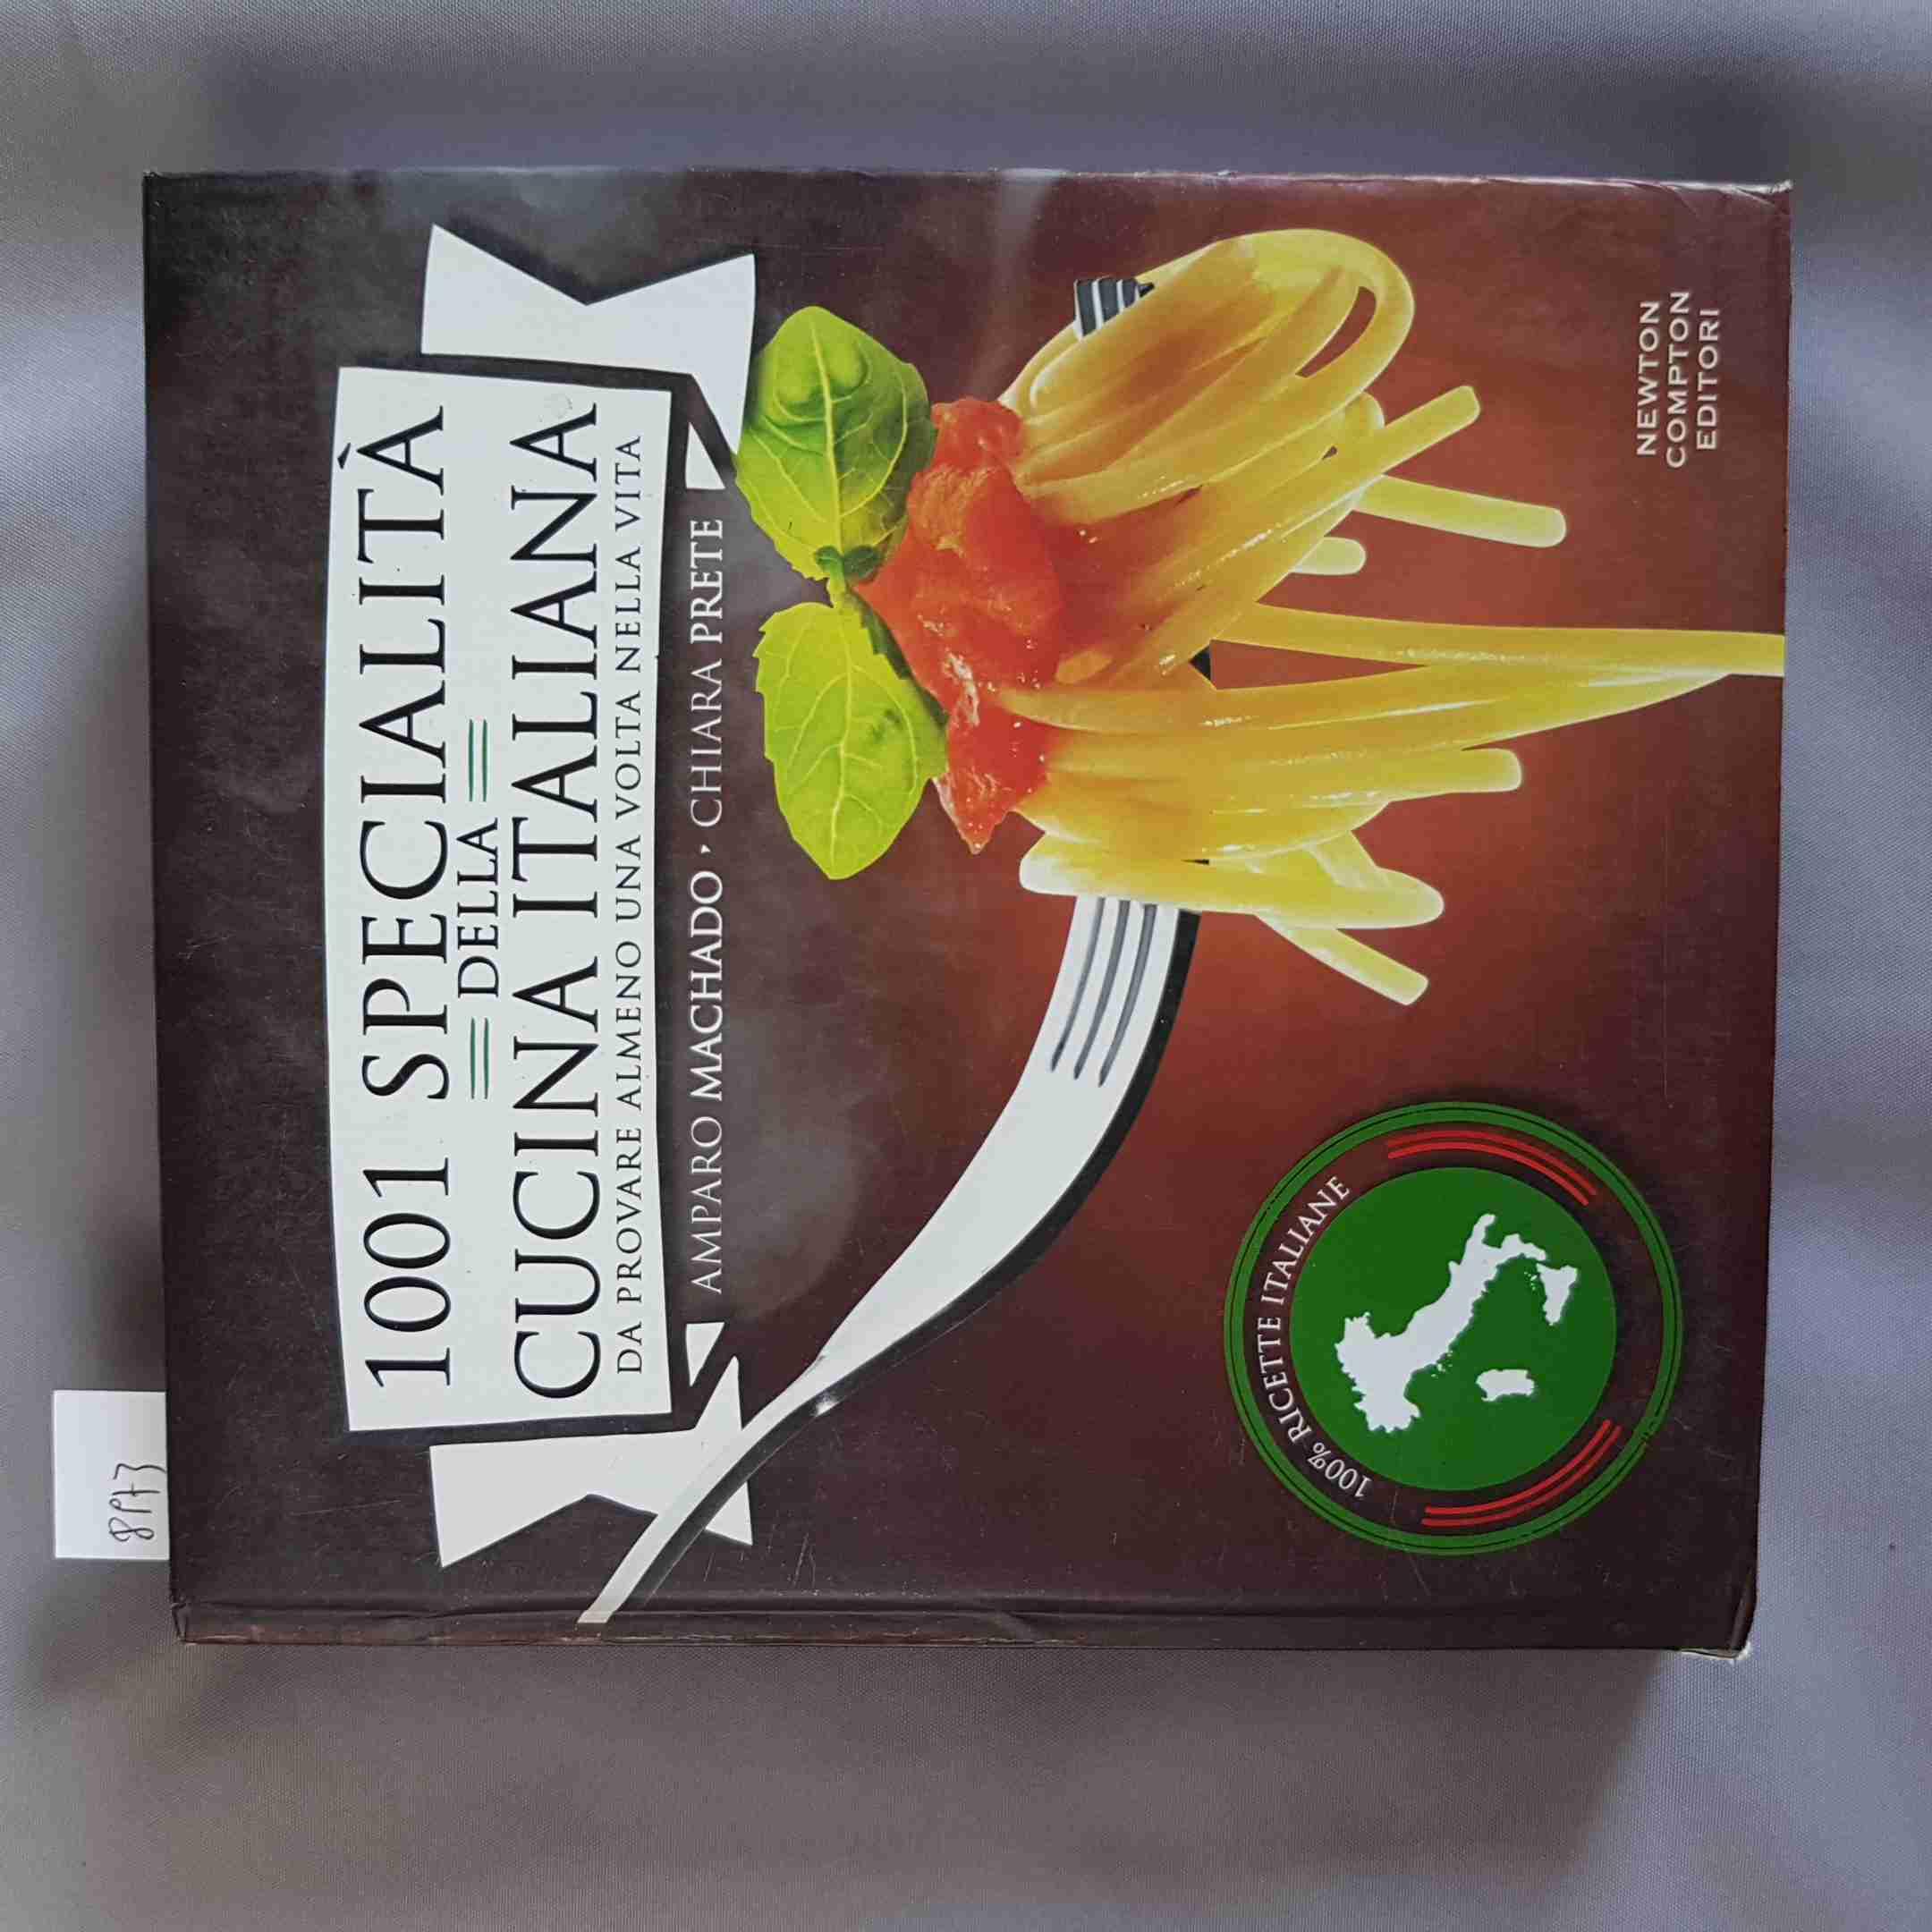 1001 SPECIALITÀ
DELLA
CUCINA ITALIANA
DA PROVARE ALMENO UNA VOLTA NELLA VITA
AMPARO MACHADO · CHIARA PRETE
100% RICETTE ITALIANE
NEWTON
COMPTON
EDITORI